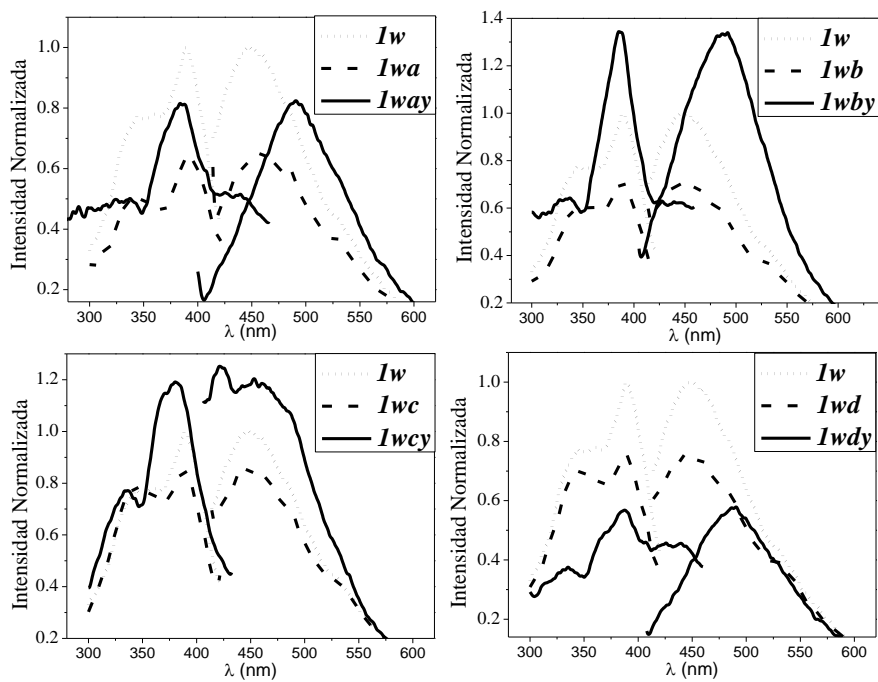 Intensidad Normalizada
1.0
0.8
0.6
0.4
0.2
1w
1wa
1way
300 350 400 450 500 550 600
λ (nm)
Intensidad Normalizada
1.4
1.2
1.0
0.8
0.6
0.4
0.2
1w
1wb
1wby
300 350 400 450 500 550 600
λ (nm)
Intensidad Normalizada
1.2
1.0
0.8
0.6
0.4
0.2
1w
1wc
1wcy
300 350 400 450 500 550 600
λ (nm)
Intensidad Normalizada
1.0
0.8
0.6
0.4
0.2
1w
1wd
1wdy
300 350 400 450 500 550 600
λ (nm)